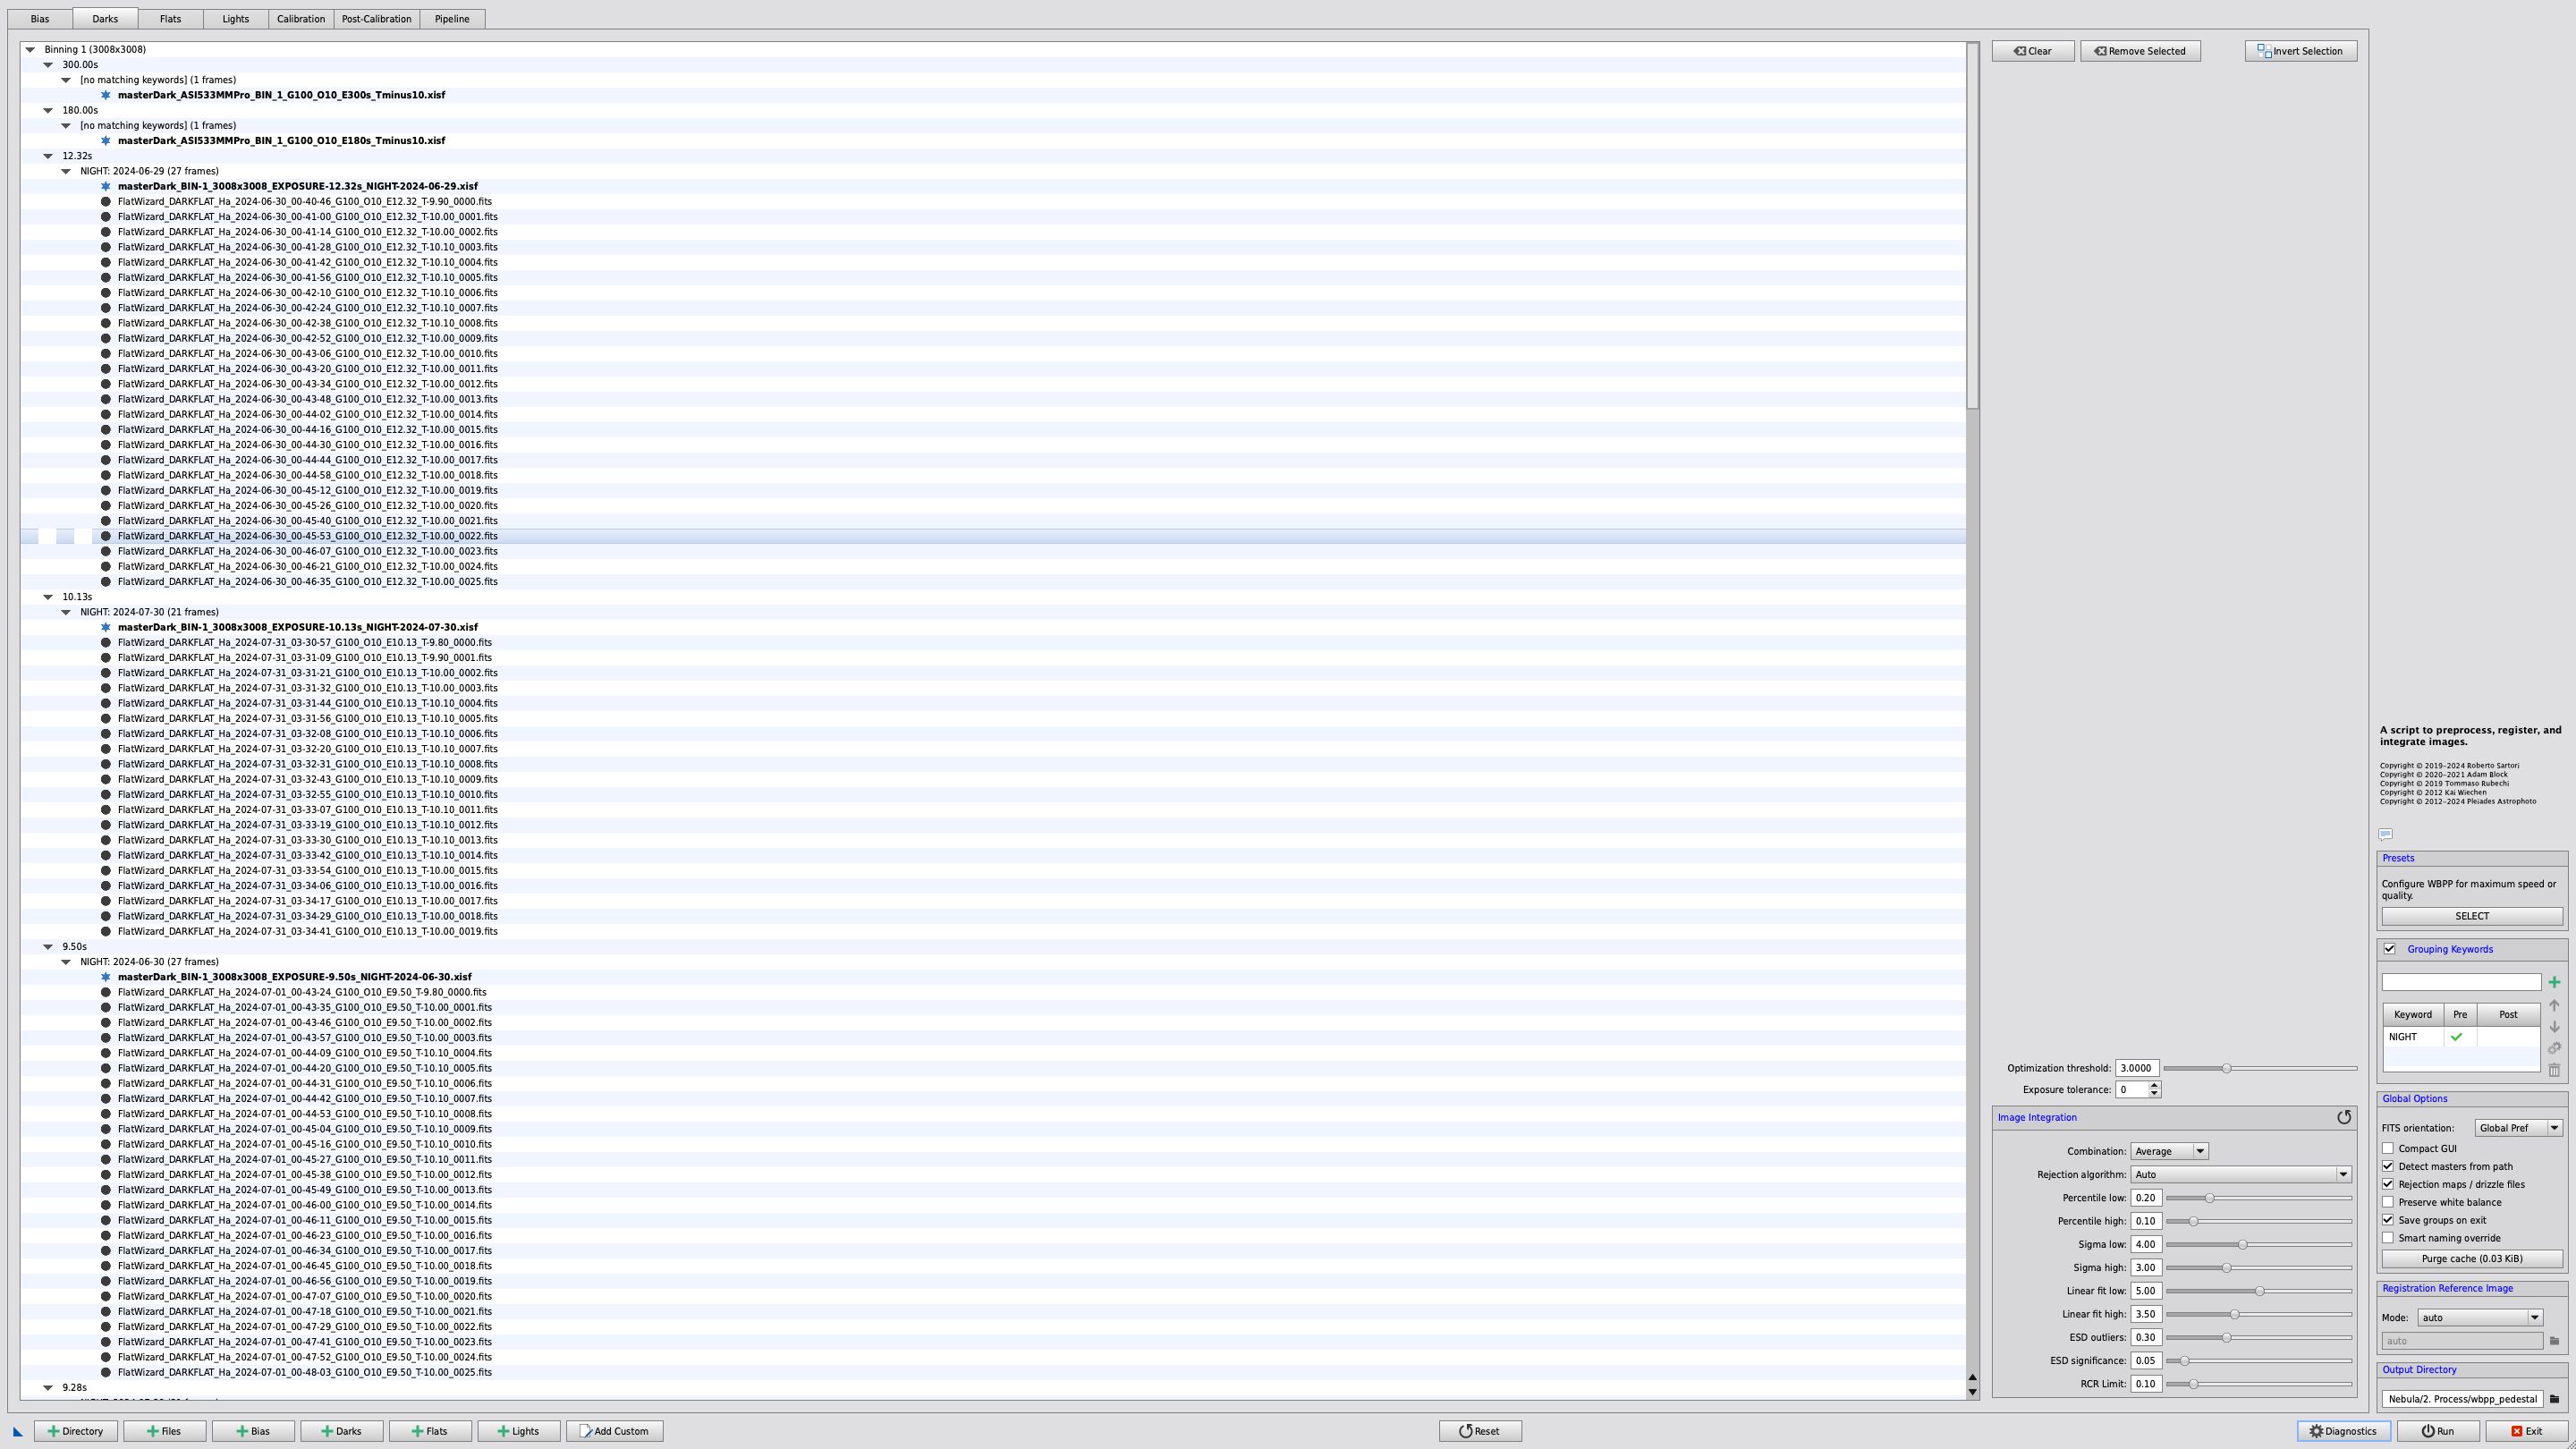 Bias Darks Flats Lights Calibration Post-Calibration Pipeline
Binning 1 (3008x3008)
300.00s
[no matching keywords] (1 frames)
masterDark_ASI533MMPro_BIN_1_G100_O10_E300s_Tminus10.xisf
180.00s
[no matching keywords] (1 frames)
masterDark_ASI533MMPro_BIN_1_G100_O10_E180s_Tminus10.xisf
12.32s
NIGHT: 2024-06-29 (27 frames)
masterDark_BIN-1_3008x3008_EXPOSURE-12.32s_NIGHT-2024-06-29.xisf
FlatWizard_DARKFLAT_Ha_2024-06-30_00-40-46_G100_O10_E12.32_T-9.90_0000.fits
FlatWizard_DARKFLAT_Ha_2024-06-30_00-41-00_G100_O10_E12.32_T-10.00_0001.fits
FlatWizard_DARKFLAT_Ha_2024-06-30_00-41-14_G100_O10_E12.32_T-10.00_0002.fits
FlatWizard_DARKFLAT_Ha_2024-06-30_00-41-28_G100_O10_E12.32_T-10.10_0003.fits
FlatWizard_DARKFLAT_Ha_2024-06-30_00-41-42_G100_O10_E12.32_T-10.10_0004.fits
FlatWizard_DARKFLAT_Ha_2024-06-30_00-41-56_G100_O10_E12.32_T-10.10_0005.fits
FlatWizard_DARKFLAT_Ha_2024-06-30_00-42-10_G100_O10_E12.32_T-10.10_0006.fits
FlatWizard_DARKFLAT_Ha_2024-06-30_00-42-24_G100_O10_E12.32_T-10.10_0007.fits
FlatWizard_DARKFLAT_Ha_2024-06-30_00-42-38_G100_O10_E12.32_T-10.10_0008.fits
FlatWizard_DARKFLAT_Ha_2024-06-30_00-42-52_G100_O10_E12.32_T-10.00_0009.fits
FlatWizard_DARKFLAT_Ha_2024-06-30_00-43-06_G100_O10_E12.32_T-10.00_0010.fits
FlatWizard_DARKFLAT_Ha_2024-06-30_00-43-20_G100_O10_E12.32_T-10.00_0011.fits
FlatWizard_DARKFLAT_Ha_2024-06-30_00-43-34_G100_O10_E12.32_T-10.00_0012.fits
FlatWizard_DARKFLAT_Ha_2024-06-30_00-43-48_G100_O10_E12.32_T-10.00_0013.fits
FlatWizard_DARKFLAT_Ha_2024-06-30_00-44-02_G100_O10_E12.32_T-10.00_0014.fits
FlatWizard_DARKFLAT_Ha_2024-06-30_00-44-16_G100_O10_E12.32_T-10.00_0015.fits
FlatWizard_DARKFLAT_Ha_2024-06-30_00-44-30_G100_O10_E12.32_T-10.00_0016.fits
FlatWizard_DARKFLAT_Ha_2024-06-30_00-44-44_G100_O10_E12.32_T-10.00_0017.fits
FlatWizard_DARKFLAT_Ha_2024-06-30_00-44-58_G100_O10_E12.32_T-10.00_0018.fits
FlatWizard_DARKFLAT_Ha_2024-06-30_00-45-12_G100_O10_E12.32_T-10.00_0019.fits
FlatWizard_DARKFLAT_Ha_2024-06-30_00-45-26_G100_O10_E12.32_T-10.00_0020.fits
FlatWizard_DARKFLAT_Ha_2024-06-30_00-45-40_G100_O10_E12.32_T-10.00_0021.fits
FlatWizard_DARKFLAT_Ha_2024-06-30_00-45-53_G100_O10_E12.32_T-10.00_0022.fits
FlatWizard_DARKFLAT_Ha_2024-06-30_00-46-07_G100_O10_E12.32_T-10.00_0023.fits
FlatWizard_DARKFLAT_Ha_2024-06-30_00-46-21_G100_O10_E12.32_T-10.00_0024.fits
FlatWizard_DARKFLAT_Ha_2024-06-30_00-46-35_G100_O10_E12.32_T-10.00_0025.fits
10.13s
NIGHT: 2024-07-30 (21 frames)
masterDark_BIN-1_3008x3008_EXPOSURE-10.13s_NIGHT-2024-07-30.xisf
FlatWizard_DARKFLAT_Ha_2024-07-31_03-30-57_G100_O10_E10.13_T-9.80_0000.fits
FlatWizard_DARKFLAT_Ha_2024-07-31_03-31-09_G100_O10_E10.13_T-9.90_0001.fits
FlatWizard_DARKFLAT_Ha_2024-07-31_03-31-21_G100_O10_E10.13_T-10.00_0002.fits
FlatWizard_DARKFLAT_Ha_2024-07-31_03-31-32_G100_O10_E10.13_T-10.00_0003.fits
FlatWizard_DARKFLAT_Ha_2024-07-31_03-31-44_G100_O10_E10.13_T-10.10_0004.fits
FlatWizard_DARKFLAT_Ha_2024-07-31_03-31-56_G100_O10_E10.13_T-10.10_0005.fits
FlatWizard_DARKFLAT_Ha_2024-07-31_03-32-08_G100_O10_E10.13_T-10.10_0006.fits
FlatWizard_DARKFLAT_Ha_2024-07-31_03-32-20_G100_O10_E10.13_T-10.10_0007.fits
FlatWizard_DARKFLAT_Ha_2024-07-31_03-32-31_G100_O10_E10.13_T-10.10_0008.fits
FlatWizard_DARKFLAT_Ha_2024-07-31_03-32-43_G100_O10_E10.13_T-10.10_0009.fits
FlatWizard_DARKFLAT_Ha_2024-07-31_03-32-55_G100_O10_E10.13_T-10.10_0010.fits
FlatWizard_DARKFLAT_Ha_2024-07-31_03-33-07_G100_O10_E10.13_T-10.10_0011.fits
FlatWizard_DARKFLAT_Ha_2024-07-31_03-33-19_G100_O10_E10.13_T-10.10_0012.fits
FlatWizard_DARKFLAT_Ha_2024-07-31_03-33-30_G100_O10_E10.13_T-10.10_0013.fits
FlatWizard_DARKFLAT_Ha_2024-07-31_03-33-42_G100_O10_E10.13_T-10.10_0014.fits
FlatWizard_DARKFLAT_Ha_2024-07-31_03-33-54_G100_O10_E10.13_T-10.00_0015.fits
FlatWizard_DARKFLAT_Ha_2024-07-31_03-34-06_G100_O10_E10.13_T-10.00_0016.fits
FlatWizard_DARKFLAT_Ha_2024-07-31_03-34-17_G100_O10_E10.13_T-10.00_0017.fits
FlatWizard_DARKFLAT_Ha_2024-07-31_03-34-29_G100_O10_E10.13_T-10.00_0018.fits
FlatWizard_DARKFLAT_Ha_2024-07-31_03-34-41_G100_O10_E10.13_T-10.00_0019.fits
9.50s
NIGHT: 2024-06-30 (27 frames)
masterDark_BIN-1_3008x3008_EXPOSURE-9.50s_NIGHT-2024-06-30.xisf
FlatWizard_DARKFLAT_Ha_2024-07-01_00-43-24_G100_O10_E9.50_T-9.80_0000.fits
FlatWizard_DARKFLAT_Ha_2024-07-01_00-43-35_G100_O10_E9.50_T-10.00_0001.fits
FlatWizard_DARKFLAT_Ha_2024-07-01_00-43-46_G100_O10_E9.50_T-10.00_0002.fits
FlatWizard_DARKFLAT_Ha_2024-07-01_00-43-57_G100_O10_E9.50_T-10.00_0003.fits
FlatWizard_DARKFLAT_Ha_2024-07-01_00-44-09_G100_O10_E9.50_T-10.10_0004.fits
FlatWizard_DARKFLAT_Ha_2024-07-01_00-44-20_G100_O10_E9.50_T-10.10_0005.fits
FlatWizard_DARKFLAT_Ha_2024-07-01_00-44-31_G100_O10_E9.50_T-10.10_0006.fits
FlatWizard_DARKFLAT_Ha_2024-07-01_00-44-42_G100_O10_E9.50_T-10.10_0007.fits
FlatWizard_DARKFLAT_Ha_2024-07-01_00-44-53_G100_O10_E9.50_T-10.10_0008.fits
FlatWizard_DARKFLAT_Ha_2024-07-01_00-45-04_G100_O10_E9.50_T-10.10_0009.fits
FlatWizard_DARKFLAT_Ha_2024-07-01_00-45-16_G100_O10_E9.50_T-10.10_0010.fits
FlatWizard_DARKFLAT_Ha_2024-07-01_00-45-27_G100_O10_E9.50_T-10.10_0011.fits
FlatWizard_DARKFLAT_Ha_2024-07-01_00-45-38_G100_O10_E9.50_T-10.00_0012.fits
FlatWizard_DARKFLAT_Ha_2024-07-01_00-45-49_G100_O10_E9.50_T-10.00_0013.fits
FlatWizard_DARKFLAT_Ha_2024-07-01_00-46-00_G100_O10_E9.50_T-10.00_0014.fits
FlatWizard_DARKFLAT_Ha_2024-07-01_00-46-11_G100_O10_E9.50_T-10.00_0015.fits
FlatWizard_DARKFLAT_Ha_2024-07-01_00-46-23_G100_O10_E9.50_T-10.00_0016.fits
FlatWizard_DARKFLAT_Ha_2024-07-01_00-46-34_G100_O10_E9.50_T-10.00_0017.fits
FlatWizard_DARKFLAT_Ha_2024-07-01_00-46-45_G100_O10_E9.50_T-10.00_0018.fits
FlatWizard_DARKFLAT_Ha_2024-07-01_00-46-56_G100_O10_E9.50_T-10.00_0019.fits
FlatWizard_DARKFLAT_Ha_2024-07-01_00-47-07_G100_O10_E9.50_T-10.00_0020.fits
FlatWizard_DARKFLAT_Ha_2024-07-01_00-47-18_G100_O10_E9.50_T-10.00_0021.fits
FlatWizard_DARKFLAT_Ha_2024-07-01_00-47-29_G100_O10_E9.50_T-10.00_0022.fits
FlatWizard_DARKFLAT_Ha_2024-07-01_00-47-41_G100_O10_E9.50_T-10.00_0023.fits
FlatWizard_DARKFLAT_Ha_2024-07-01_00-47-52_G100_O10_E9.50_T-10.00_0024.fits
FlatWizard_DARKFLAT_Ha_2024-07-01_00-48-03_G100_O10_E9.50_T-10.00_0025.fits
9.28s
Clear Remove Selected Invert Selection
Optimization threshold: 3.0000
Exposure tolerance: 0
Image Integration
Combination: Average
Rejection algorithm: Auto
Percentile low: 0.20
Percentile high: 0.10
Sigma low: 4.00
Sigma high: 3.00
Linear fit low: 5.00
Linear fit high: 3.50
ESD outliers: 0.30
ESD significance: 0.05
RCR Limit: 0.10
A script to preprocess, register, and
integrate images.
Copyright © 2019-2024 Roberto Sartori
Copyright © 2020-2021 Adam Block
Copyright © 2019 Tommaso Rubechi
Copyright © 2012 Kai Wiechen
Copyright © 2012-2024 Pleiades Astrophoto
Presets
Configure WBPP for maximum speed or
quality.
SELECT
Grouping Keywords
Keyword Pre Post
NIGHT
Global Options
FITS orientation: Global Pref
Compact GUI
Detect masters from path
Rejection maps / drizzle files
Preserve white balance
Save groups on exit
Smart naming override
Purge cache (0.03 KiB)
Registration Reference Image
Mode: auto
auto
Output Directory
Nebula/2. Process/wbpp_pedestal
Directory Files Bias Darks Flats Lights Add Custom Reset Diagnostics Run Exit